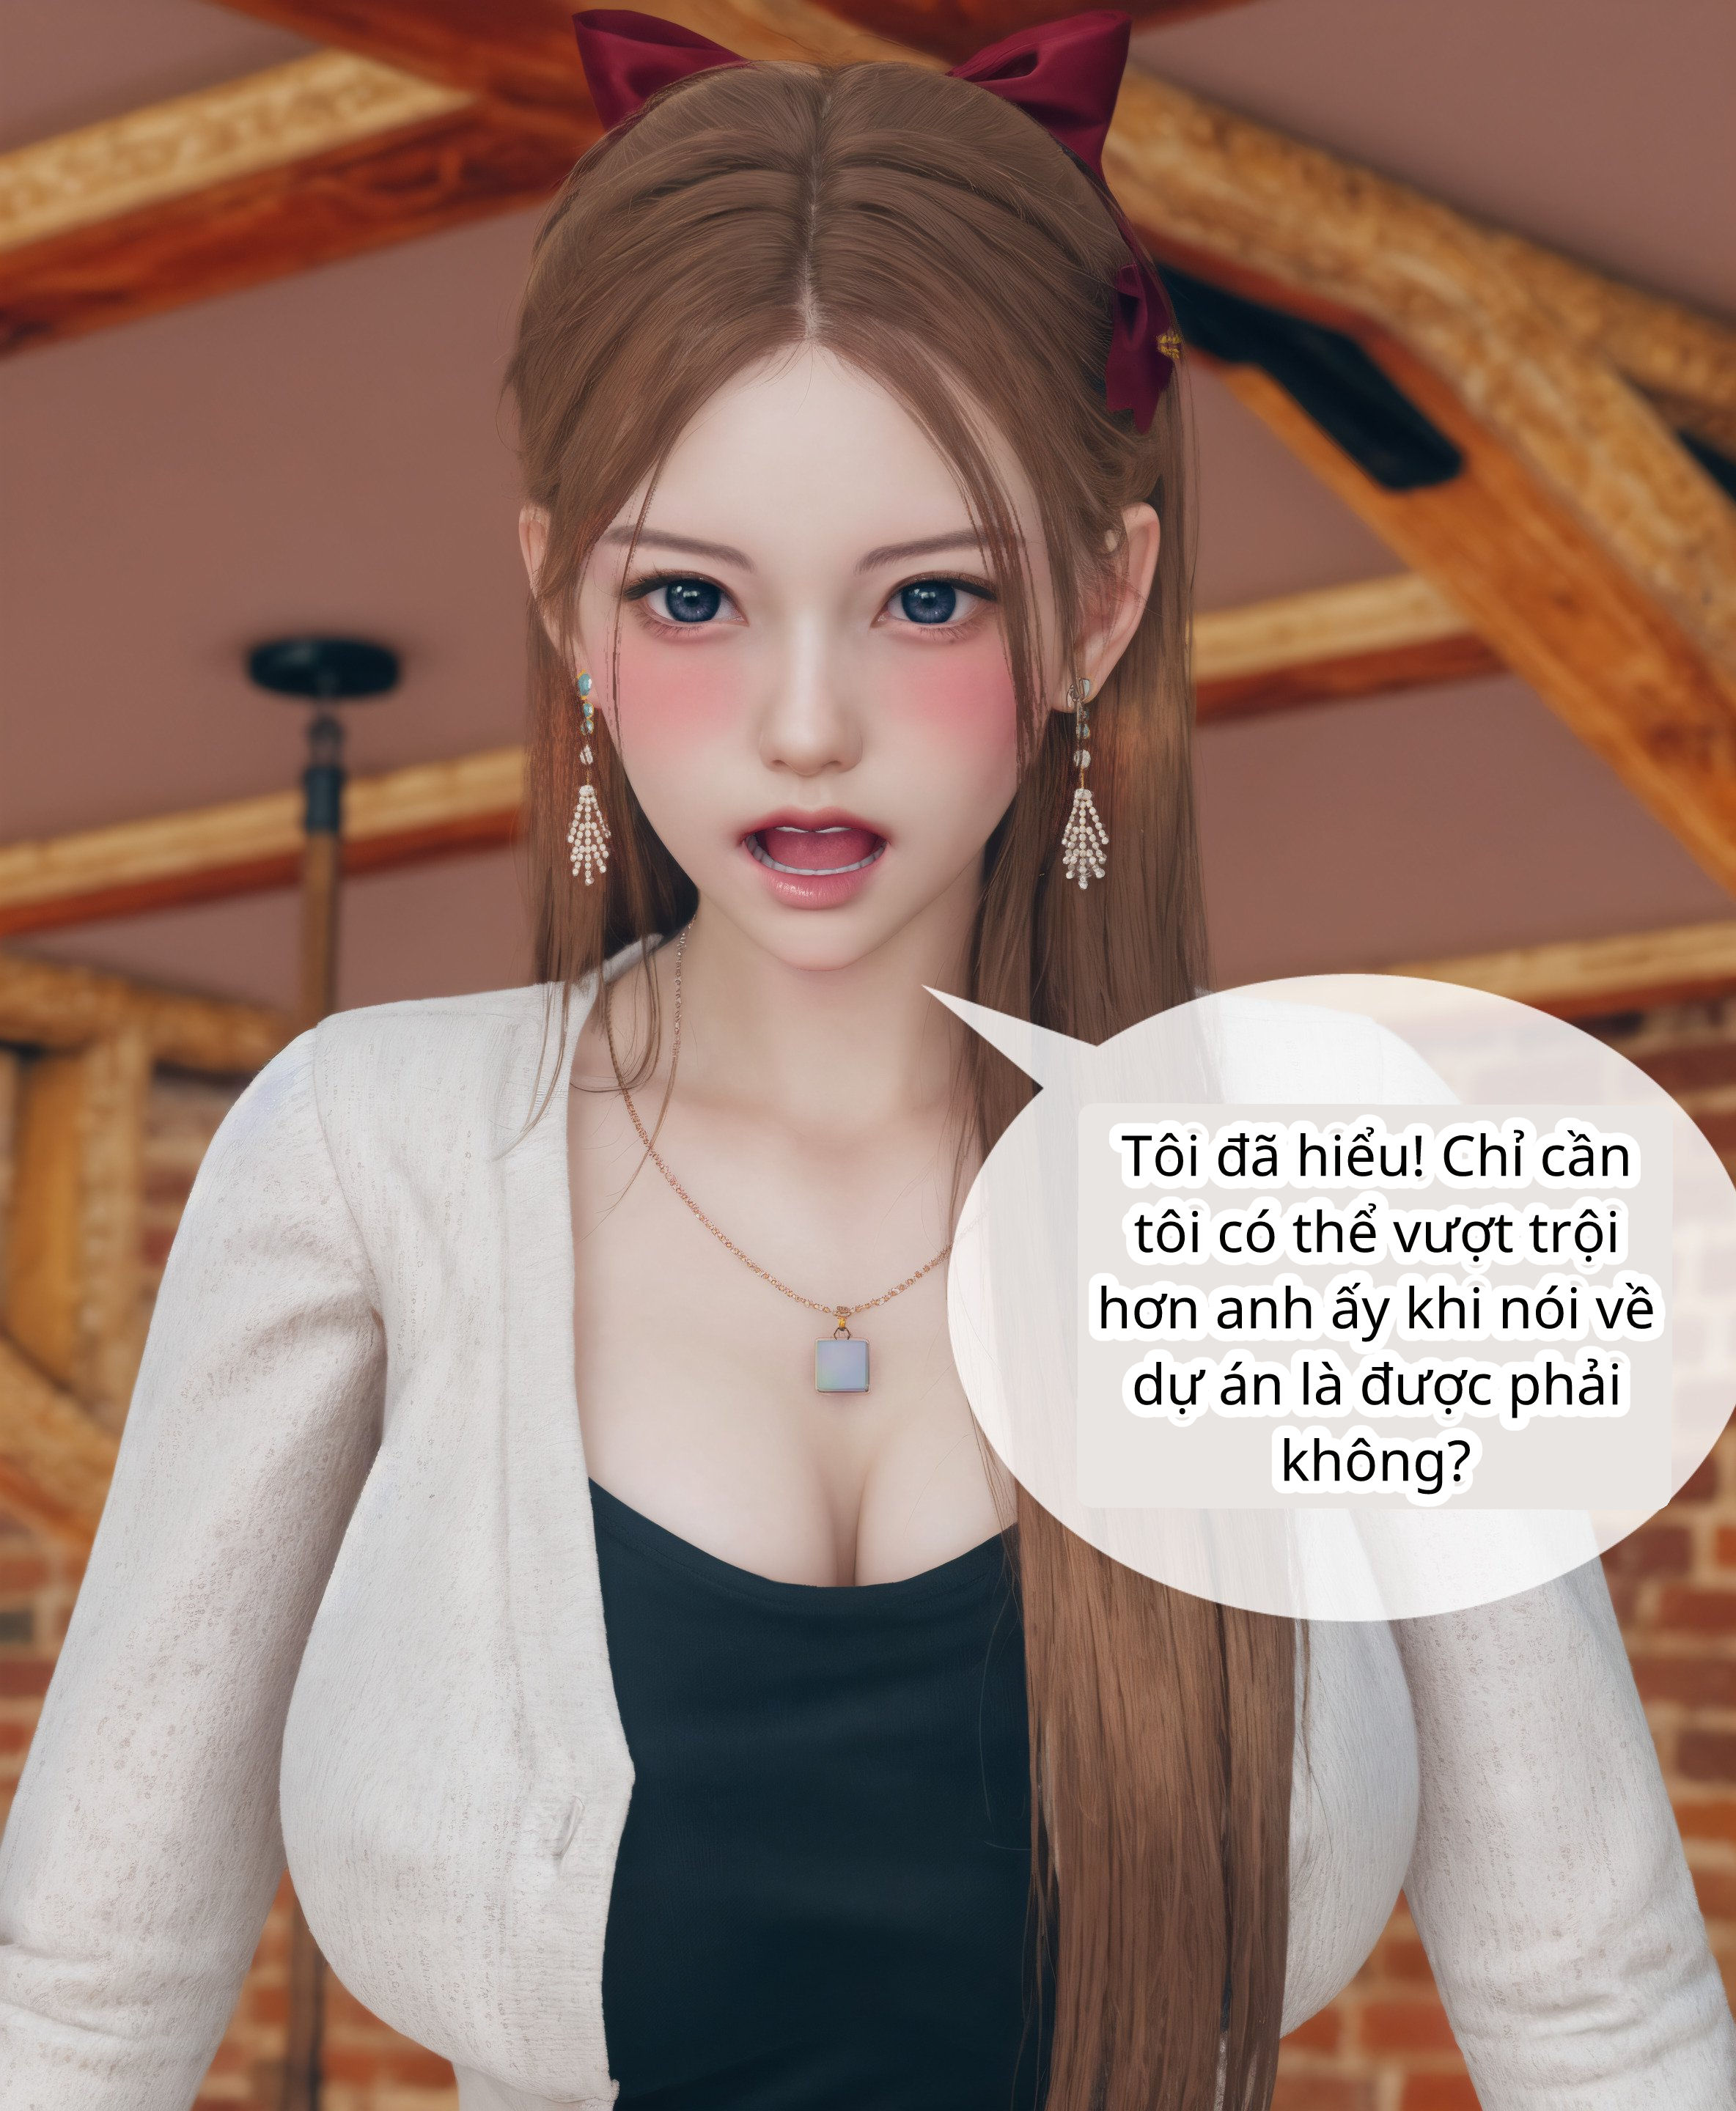 Tôi đã hiểu! Chỉ cần
tôi có thể vượt trội
hơn anh ấy khi nói về
dự án là được phải
không?